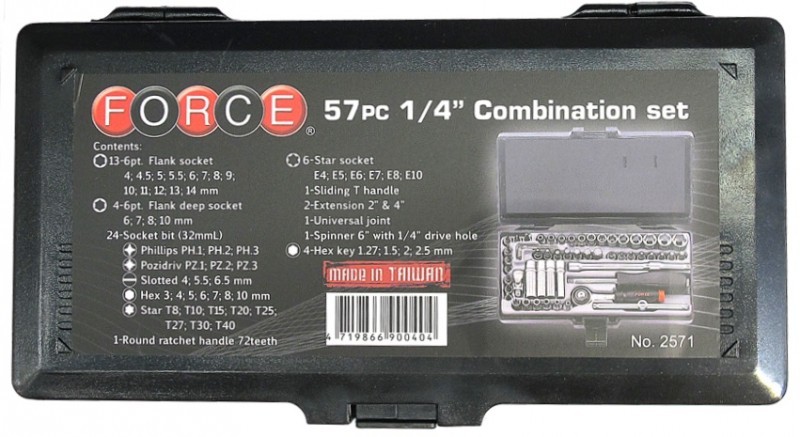 FORCE®
57PC 1/4” Combination set
Contents:
13-6pt. Flank socket
4; 4.5; 5; 5.5; 6; 7; 8; 9;
10; 11; 12; 13; 14 mm
4-6pt. Flank deep socket
6; 7; 8; 10 mm
24-Socket bit (32mmL)
Phillips PH.1; PH.2; PH.3
Pozidriv PZ.1; PZ.2; PZ.3
Slotted 4; 5.5; 6.5 mm
Hex 3; 4; 5; 6; 7; 8; 10 mm
Star T8; T10; T15; T20; T25;
T27; T30; T40
1-Round ratchet handle 72teeth
6-Star socket
E4; E5; E6; E7; E8; E10
1-Sliding T handle
2-Extension 2” & 4”
1-Universal joint
1-Spinner 6” with 1/4” drive hole
4-Hex key 1.27; 1.5; 2; 2.5 mm
MADE IN TAIWAN
4 719866 900404
FORCE
No. 2571